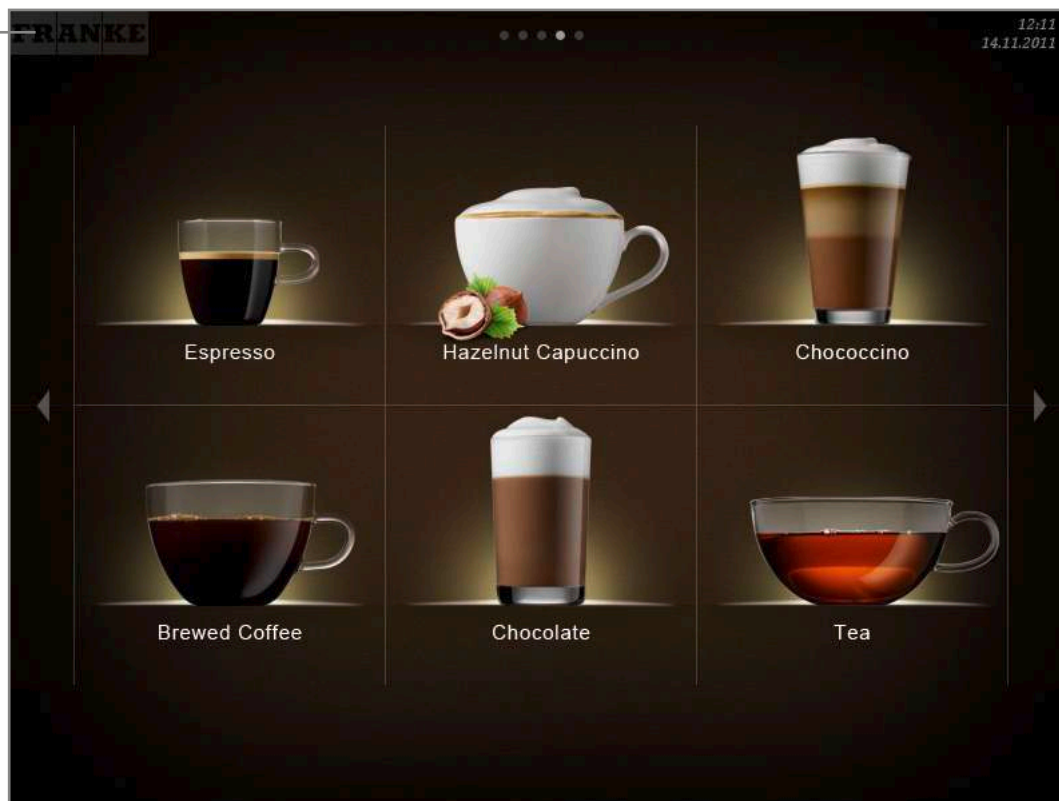 FRANKE
12:11
14.11.2011
Espresso
Hazelnut Capuccino
Chococcino
Brewed Coffee
Chocolate
Tea